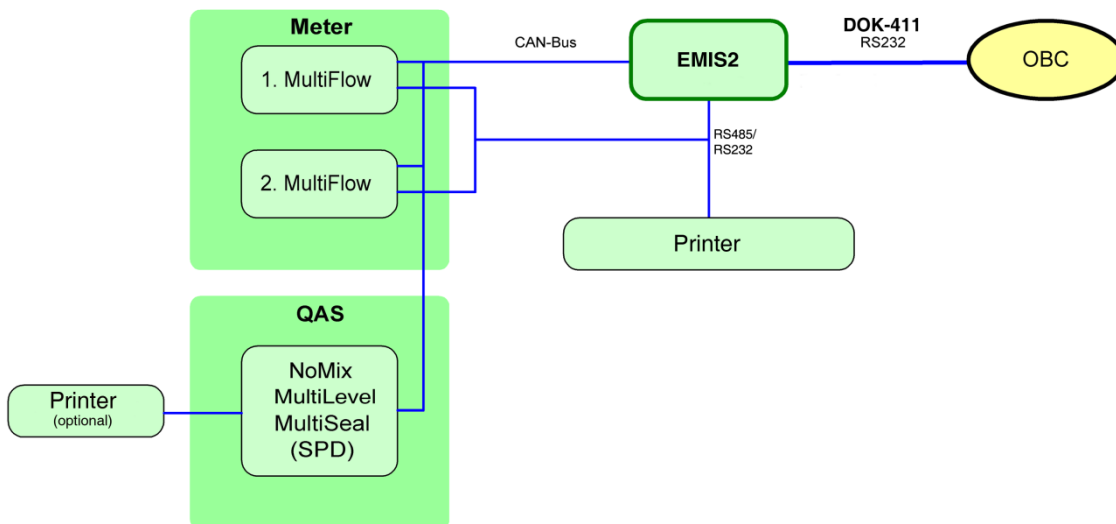 Meter
1. MultiFlow
2. MultiFlow
CAN-Bus
EMIS2
DOK-411
RS232
OBC
RS485/
RS232
Printer
QAS
NoMix
MultiLevel
MultiSeal
(SPD)
Printer
(optional)